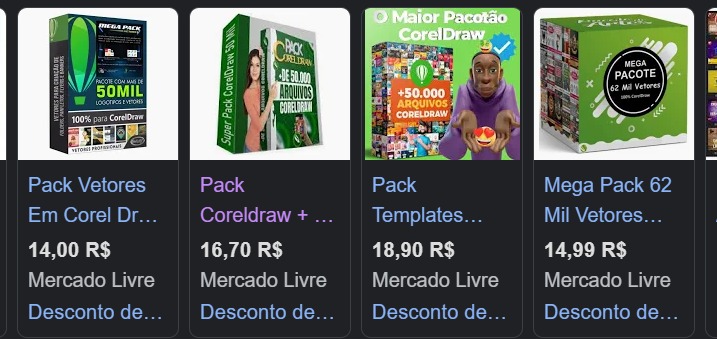 MEGA PACK
PACOTE COM MAIS DE
50MIL
LOGOTIPOS E VETORES
100% para CorelDraw
VETORES PROFISSIONAIS
Super Pack CorelDraw 50 Mil
PACK
CORELDRAW
+DE 50.000
ARQUIVOS
CORELDRAW
O Maior Pacotão
CorelDraw
+50.000
ARQUIVOS
CORELDRAW
MEGA
PACOTE
62 Mil Vetores
100% CorelDraw
Pack Vetores
Em Corel Dr...
14,00 R$
Mercado Livre
Desconto de...
Pack
Coreldraw + ...
16,70 R$
Mercado Livre
Desconto de...
Pack
Templates...
18,90 R$
Mercado Livre
Desconto de...
Mega Pack 62
Mil Vetores...
14,99 R$
Mercado Livre
Desconto de...